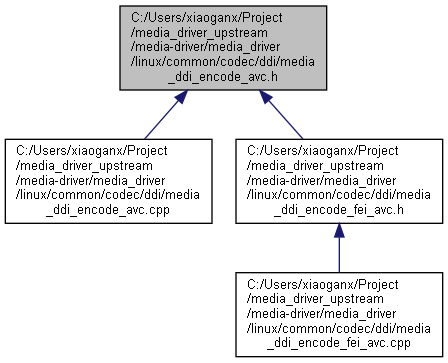 C:/Users/xiaoganx/Project
/media_driver_upstream
/media-driver/media_driver
/linux/common/codec/ddi/media
_ddi_encode_avc.h
C:/Users/xiaoganx/Project
/media_driver_upstream
/media-driver/media_driver
/linux/common/codec/ddi/media
_ddi_encode_avc.cpp
C:/Users/xiaoganx/Project
/media_driver_upstream
/media-driver/media_driver
/linux/common/codec/ddi/media
_ddi_encode_fei_avc.h
C:/Users/xiaoganx/Project
/media_driver_upstream
/media-driver/media_driver
/linux/common/codec/ddi/media
_ddi_encode_fei_avc.cpp